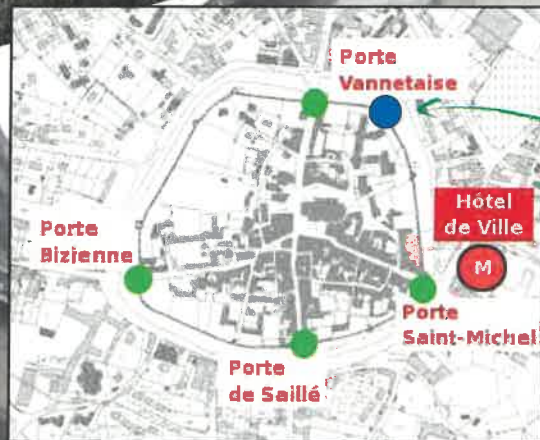 Porte
Vannetaise
Hôtel
de Ville
M
Porte
Bizienne
Porte
Saint-Michel
Porte
de Saillé